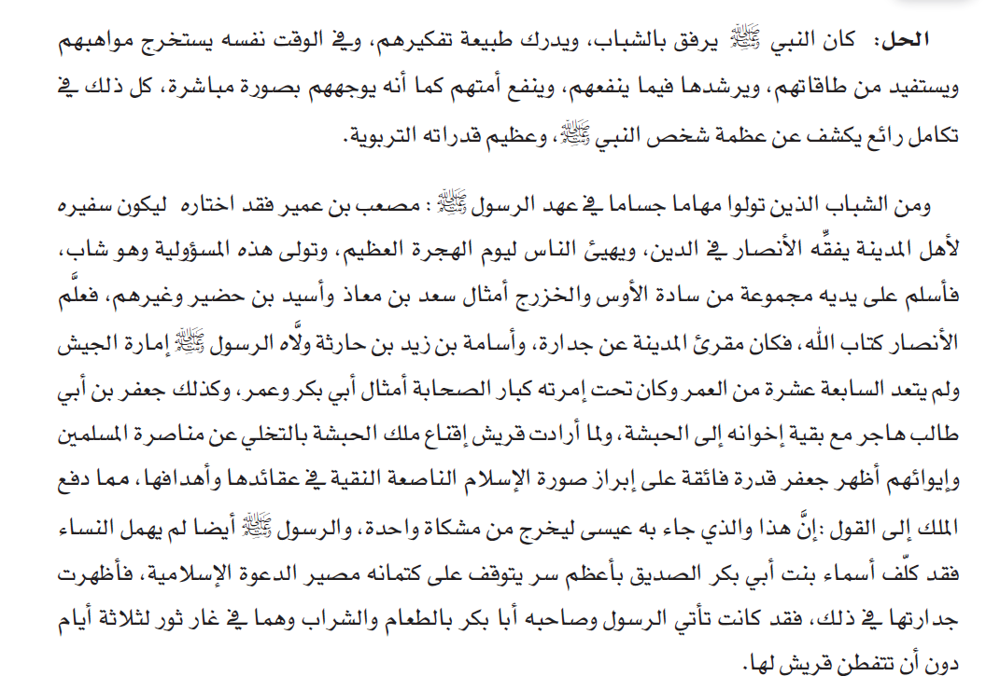 الحل: كان النبي ﷺ يرفق بالشباب، ويدرك طبيعة تفكيرهم، وفي الوقت نفسه يستخرج مواهبهم
ويستفيد من طاقاتهم، ويرشدها فيما ينفعهم، وينفع أمتهم كما أنه يوجههم بصورة مباشرة، كل ذلك في
تكامل رائع يكشف عن عظمة شخص النبي ﷺ، وعظيم قدراته التربوية.
ومن الشباب الذين تولوا مهاما جساما في عهد الرسول ﷺ : مصعب بن عمير فقد اختاره ليكون سفيره
لأهل المدينة يفقِّه الأنصار في الدين، ويهيئ الناس ليوم الهجرة العظيم، وتولى هذه المسؤولية وهو شاب،
فأسلم على يديه مجموعة من سادة الأوس والخزرج أمثال سعد بن معاذ وأسيد بن حضير وغيرهم، فعلَّم
الأنصار كتاب الله، فكان مقرئ المدينة عن جدارة، وأسامة بن زيد بن حارثة ولَّاه الرسول ﷺ إمارة الجيش
ولم يتعد السابعة عشرة من العمر وكان تحت إمرته كبار الصحابة أمثال أبي بكر وعمر، وكذلك جعفر بن أبي
طالب هاجر مع بقية إخوانه إلى الحبشة، ولما أرادت قريش إقناع ملك الحبشة بالتخلي عن مناصرة المسلمين
وإيوائهم أظهر جعفر قدرة فائقة على إبراز صورة الإسلام الناصعة النقية في عقائدها وأهدافها، مما دفع
الملك إلى القول :إنَّ هذا والذي جاء به عيسى ليخرج من مشكاة واحدة، والرسول ﷺ أيضا لم يهمل النساء
فقد كلّف أسماء بنت أبي بكر الصديق بأعظم سر يتوقف على كتمانه مصير الدعوة الإسلامية، فأظهرت
جدارتها في ذلك، فقد كانت تأتي الرسول وصاحبه أبا بكر بالطعام والشراب وهما في غار ثور لثلاثة أيام
دون أن تتفطن قريش لها.